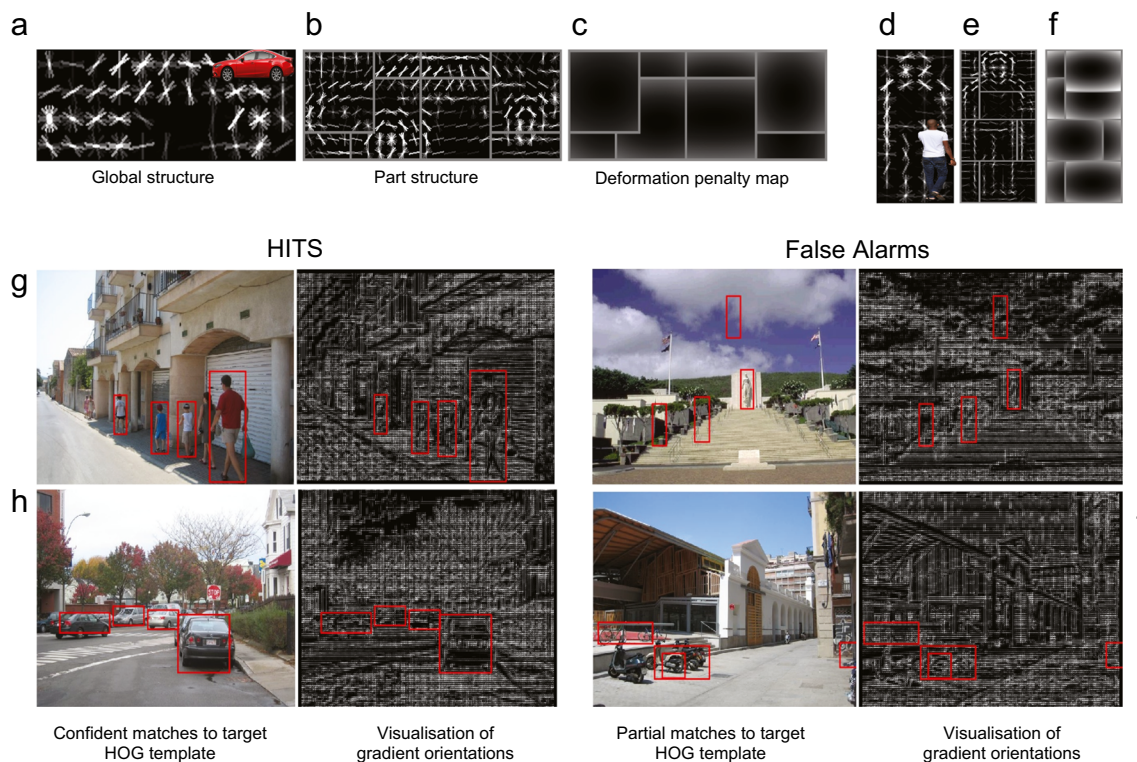 a
b
c
d
e
f
Global structure
Part structure
Deformation penalty map
HITS
False Alarms
g
h
Confident matches to target
HOG template
Visualisation of
gradient orientations
Partial matches to target
HOG template
Visualisation of
gradient orientations